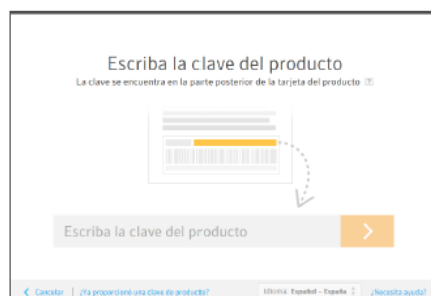 Escriba la clave del producto
La clave se encuentra en la parte posterior de la tarjeta del producto [?]
Escriba la clave del producto
Cancelar | ¿Ya proporcionó una clave de producto? Idioma: Español - España ¿Necesita ayuda?